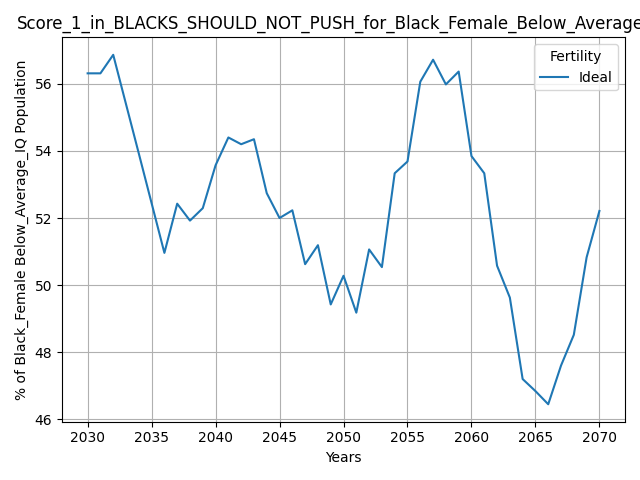 Score_1_in_BLACKS_SHOULD_NOT_PUSH_for_Black_Female_Below_Average
% of Black_Female Below_Average_IQ Population
Fertility
Ideal
56
54
52
50
48
46
2030 2035 2040 2045 2050 2055 2060 2065 2070
Years